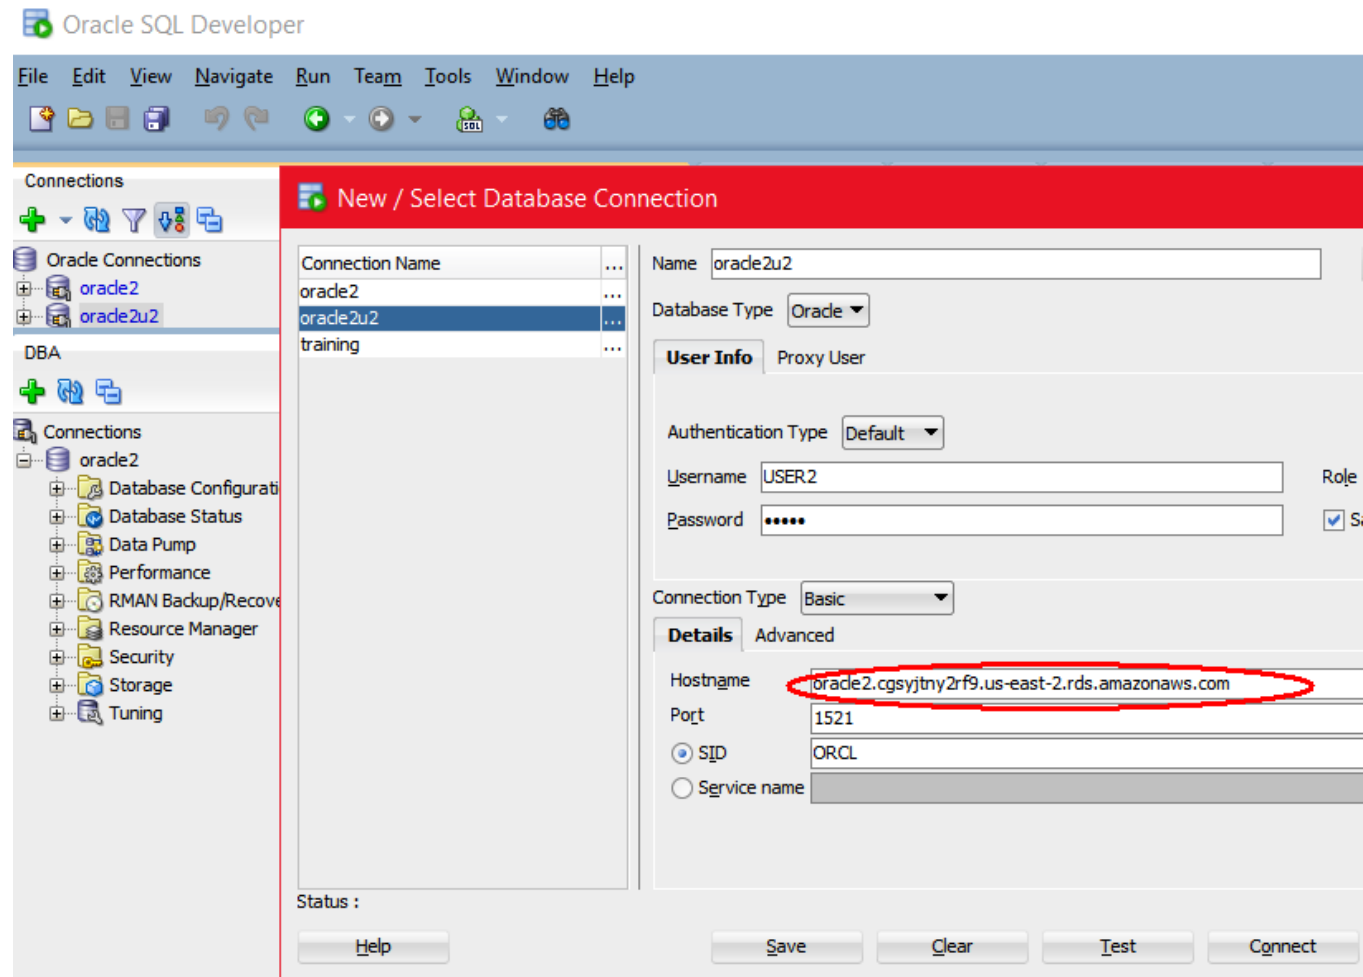 Oracle SQL Developer
File Edit View Navigate Run Team Tools Window Help
SQL
Connections
Oracle Connections
oracle2
oracle2u2
DBA
Connections
oracle2
Database Configurati
Database Status
Data Pump
Performance
RMAN Backup/Recove
Resource Manager
Security
Storage
Tuning
New / Select Database Connection
Connection Name ...
oracle2 ...
oracle2u2 ...
training ...
Name oracle2u2
Database Type Oracle
User Info Proxy User
Authentication Type Default
Username USER2 Role
Password ••••• Sa
Connection Type Basic
Details Advanced
Hostname oracle2.cgsyjtny2rf9.us-east-2.rds.amazonaws.com
Port 1521
SID ORCL
Service name
Status :
Help Save Clear Test Connect